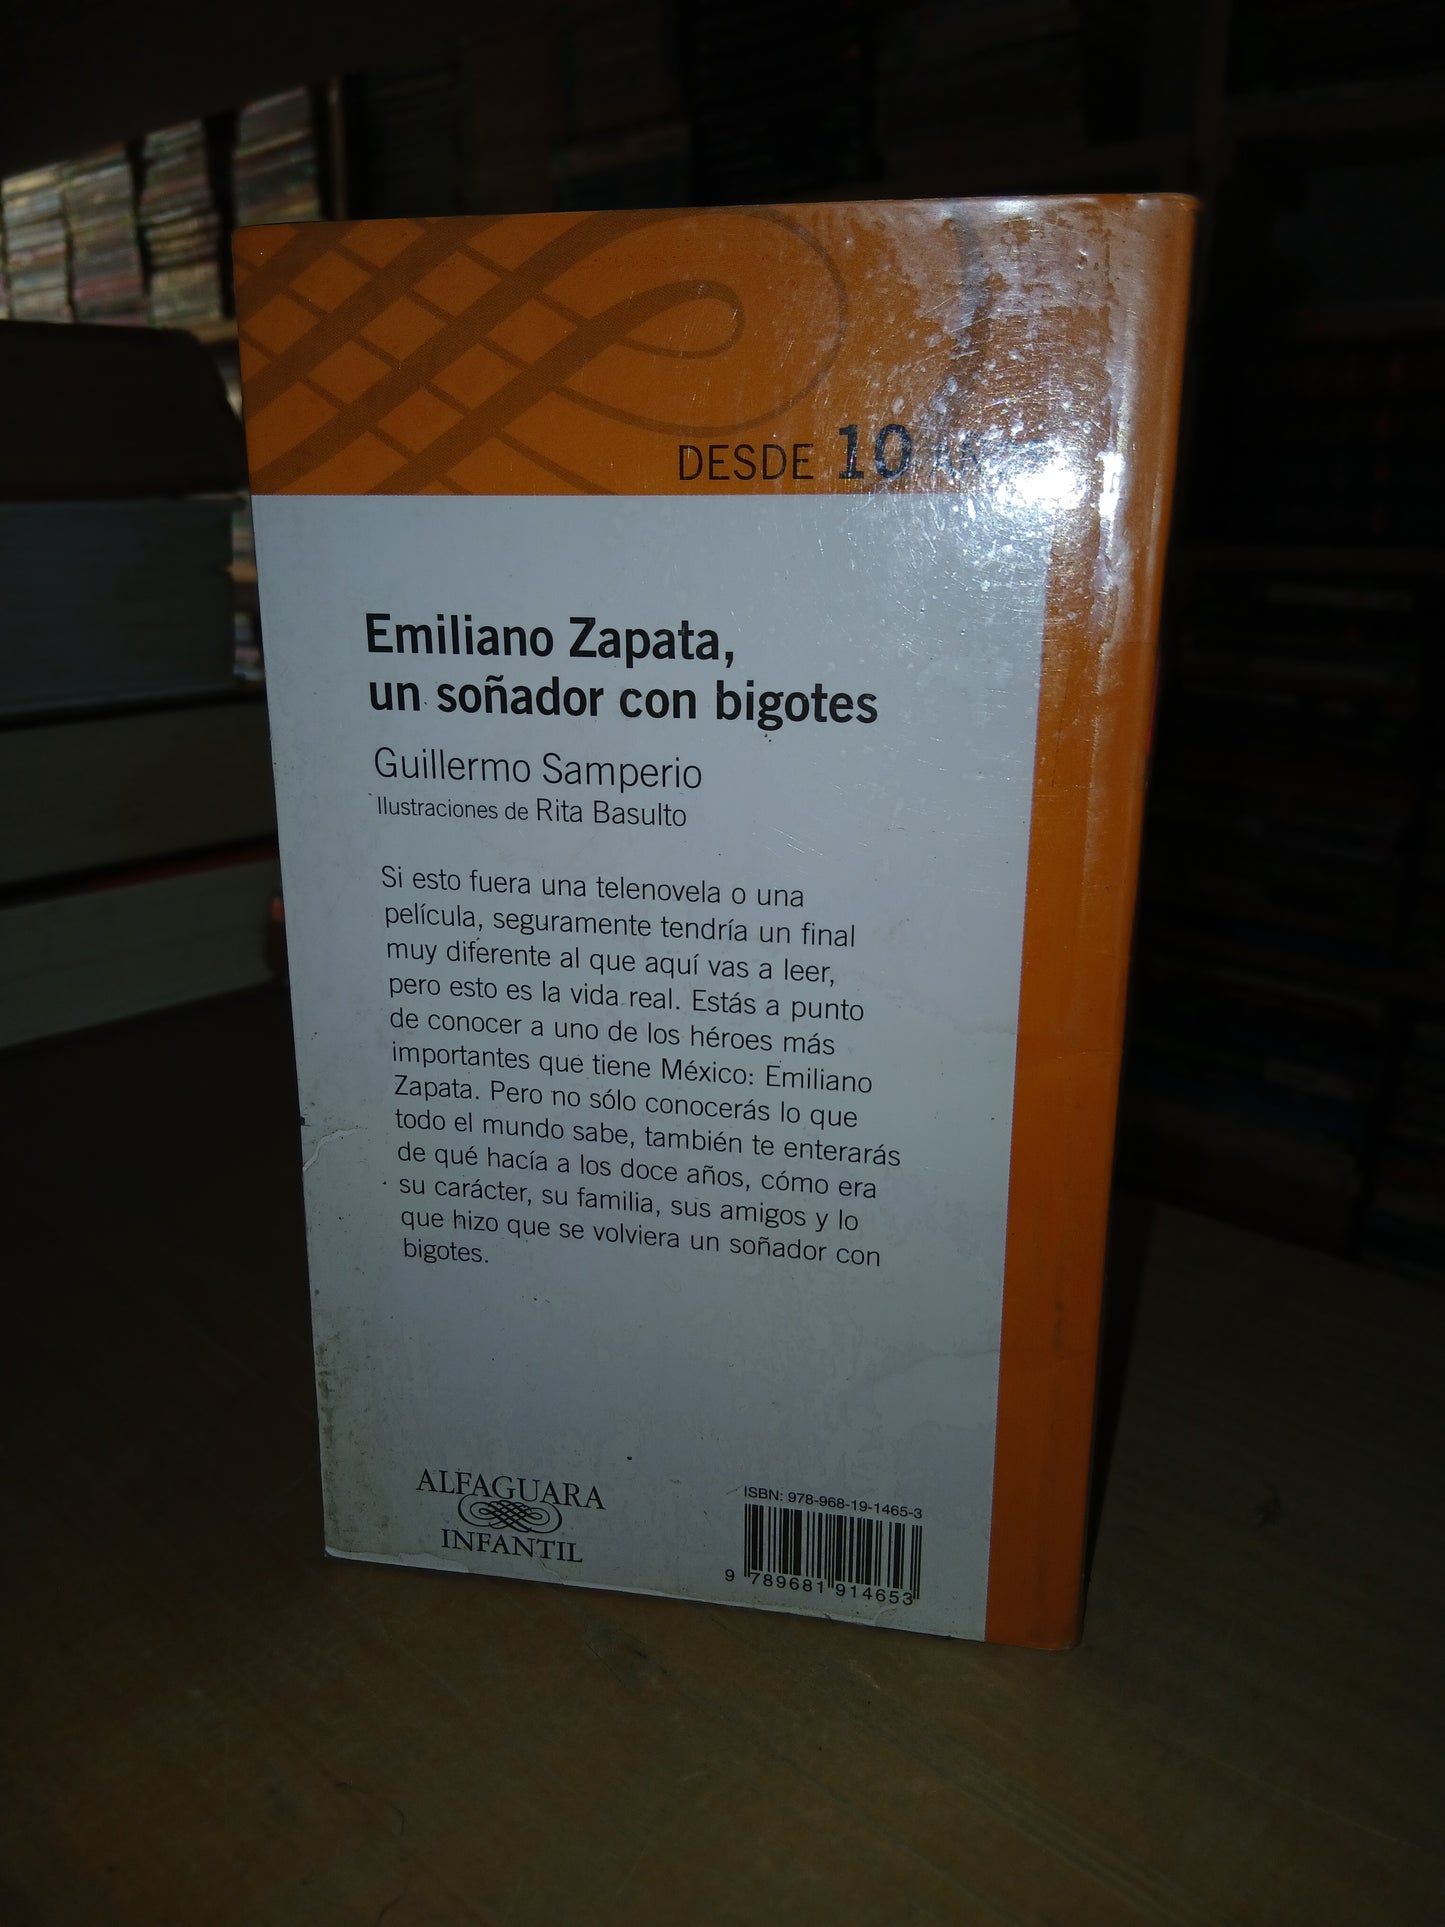 DESDE 10 AÑOS
Emiliano Zapata,
un soñador con bigotes
Guillermo Samperio
Ilustraciones de Rita Basulto
Si esto fuera una telenovela o una
película, seguramente tendría un final
muy diferente al que aquí vas a leer,
pero esto es la vida real. Estás a punto
de conocer a uno de los héroes más
importantes que tiene México: Emiliano
Zapata. Pero no sólo conocerás lo que
todo el mundo sabe, también te enterarás
de qué hacía a los doce años, cómo era
su carácter, su familia, sus amigos y lo
que hizo que se volviera un soñador con
bigotes.
ALFAGUARA
INFANTIL
ISBN: 978-968-19-1465-3
9 789681 914653